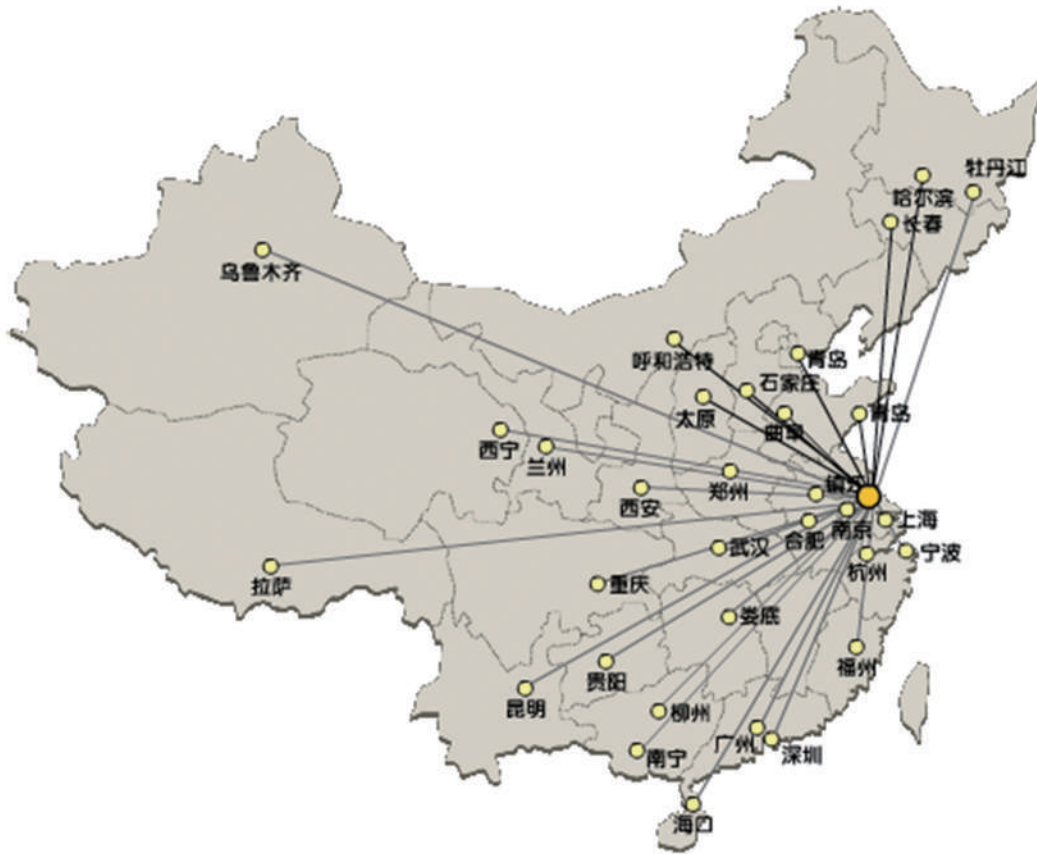 牡丹江
哈尔滨
长春
乌鲁木齐
呼和浩特
青岛
石家庄
太原
青岛
曲阜
西宁
兰州
郑州
镇江
西安
南京
上海
合肥
武汉
宁波
杭州
拉萨
重庆
娄底
福州
贵阳
昆明
柳州
广州
南宁
深圳
海口